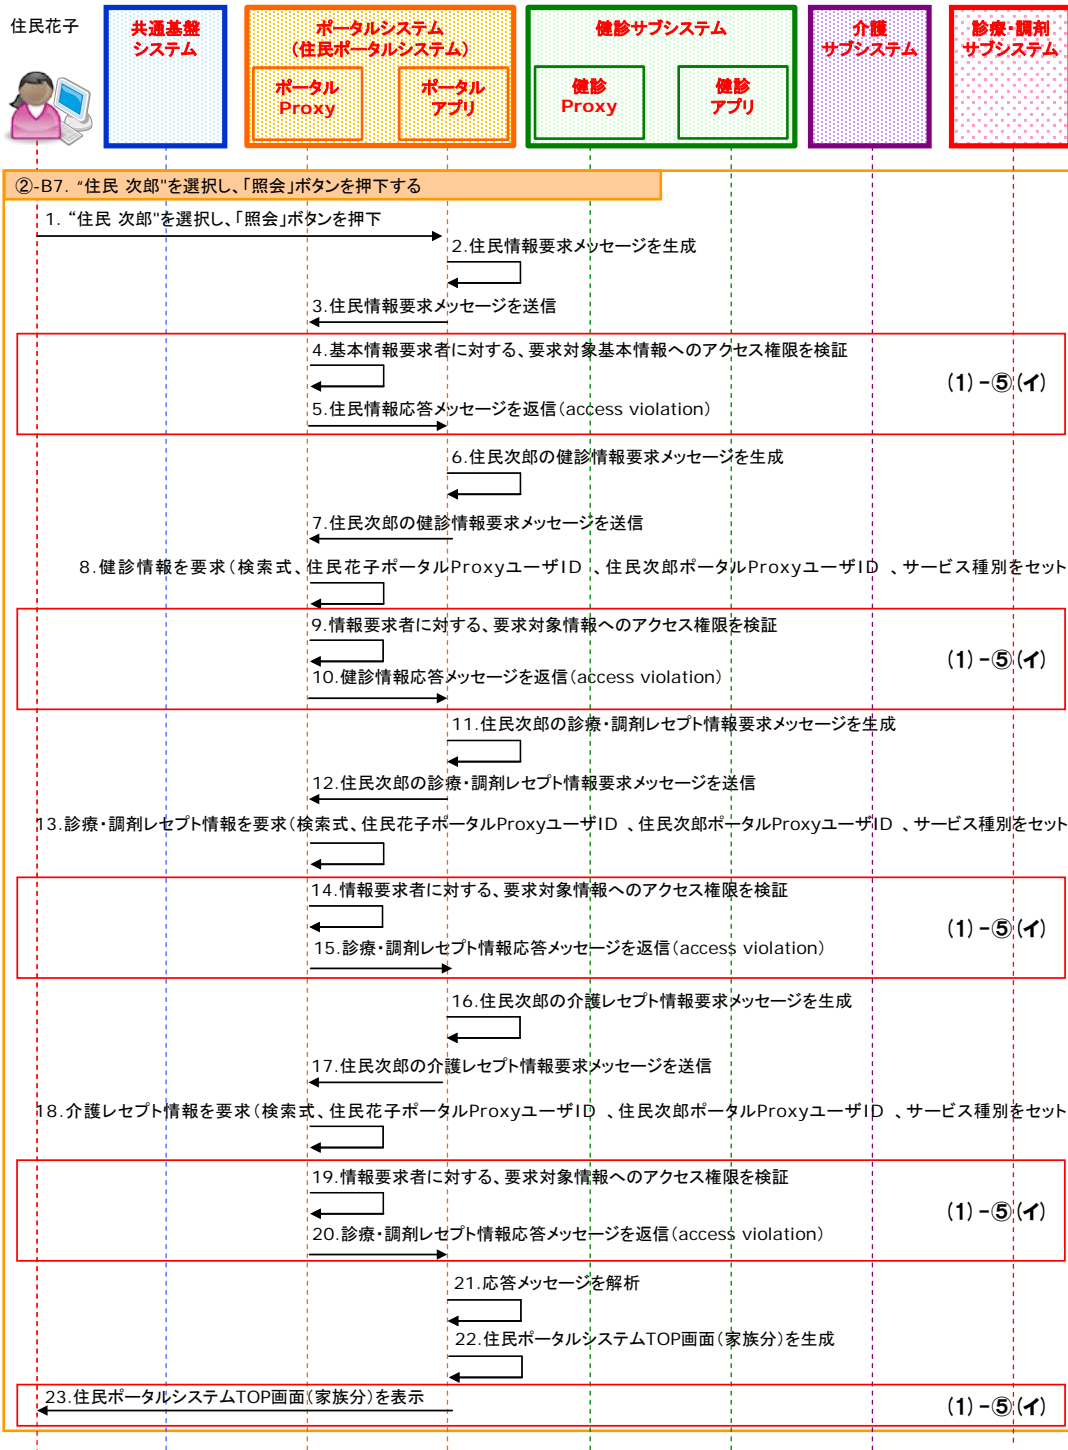 住民花子
共通基盤
システム
ポータルシステム
（住民ポータルシステム）
ポータル
Proxy
ポータル
アプリ
健診サブシステム
健診
Proxy
健診
アプリ
介護
サブシステム
診療・調剤
サブシステム
②-B7. “住民 次郎"を選択し、「照会」ボタンを押下する
1. “住民 次郎"を選択し、「照会」ボタンを押下
2.住民情報要求メッセージを生成
3.住民情報要求メッセージを送信
4.基本情報要求者に対する、要求対象基本情報へのアクセス権限を検証
(1)-⑤(イ)
5.住民情報応答メッセージを返信(access violation)
6.住民次郎の健診情報要求メッセージを生成
7.住民次郎の健診情報要求メッセージを送信
8.健診情報を要求(検索式、住民花子ポータルProxyユーザID 、住民次郎ポータルProxyユーザID 、サービス種別をセット
9.情報要求者に対する、要求対象情報へのアクセス権限を検証
(1)-⑤(イ)
10.健診情報応答メッセージを返信(access violation)
11.住民次郎の診療・調剤レセプト情報要求メッセージを生成
12.住民次郎の診療・調剤レセプト情報要求メッセージを送信
13.診療・調剤レセプト情報を要求(検索式、住民花子ポータルProxyユーザID 、住民次郎ポータルProxyユーザID 、サービス種別をセット
14.情報要求者に対する、要求対象情報へのアクセス権限を検証
(1)-⑤(イ)
15.診療・調剤レセプト情報応答メッセージを返信(access violation)
16.住民次郎の介護レセプト情報要求メッセージを生成
17.住民次郎の介護レセプト情報要求メッセージを送信
18.介護レセプト情報を要求(検索式、住民花子ポータルProxyユーザID 、住民次郎ポータルProxyユーザID 、サービス種別をセット
19.情報要求者に対する、要求対象情報へのアクセス権限を検証
(1)-⑤(イ)
20.診療・調剤レセプト情報応答メッセージを返信(access violation)
21.応答メッセージを解析
22.住民ポータルシステムTOP画面(家族分)を生成
23.住民ポータルシステムTOP画面(家族分)を表示
(1)-⑤(イ)